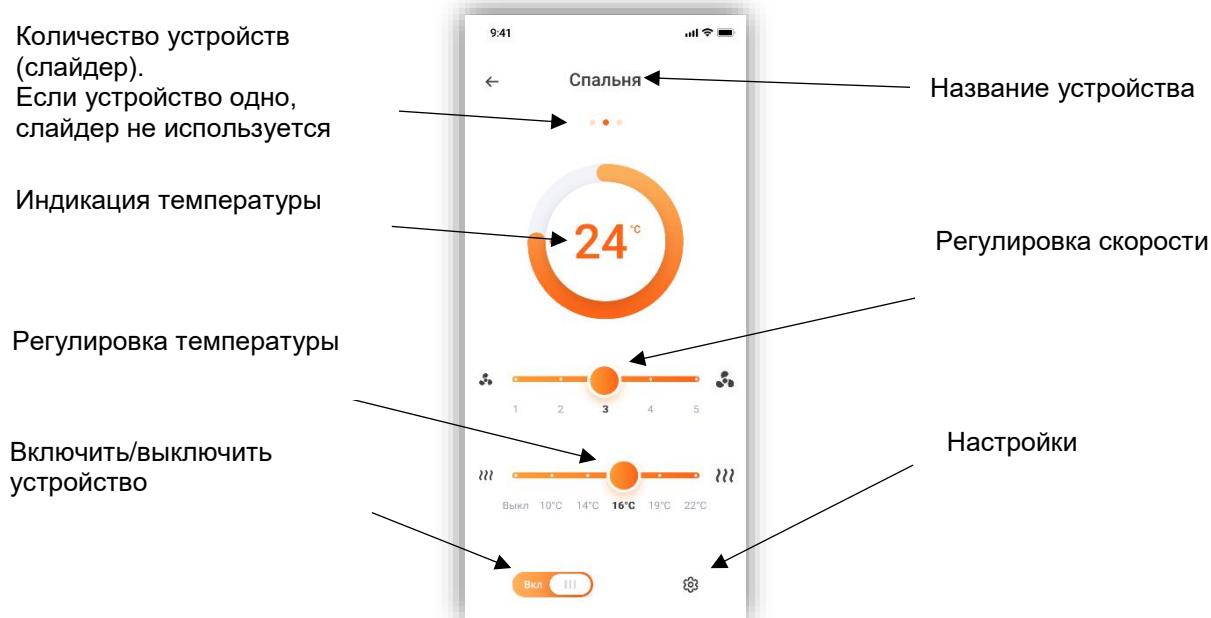 Количество устройств
(слайдер).
Если устройство одно,
слайдер не используется
Индикация температуры
Регулировка температуры
Включить/выключить
устройство
9:41
Спальня
24 °C
1 2 3 4 5
Выкл 10°C 14°C 16°C 19°C 22°C
Вкл
Название устройства
Регулировка скорости
Настройки